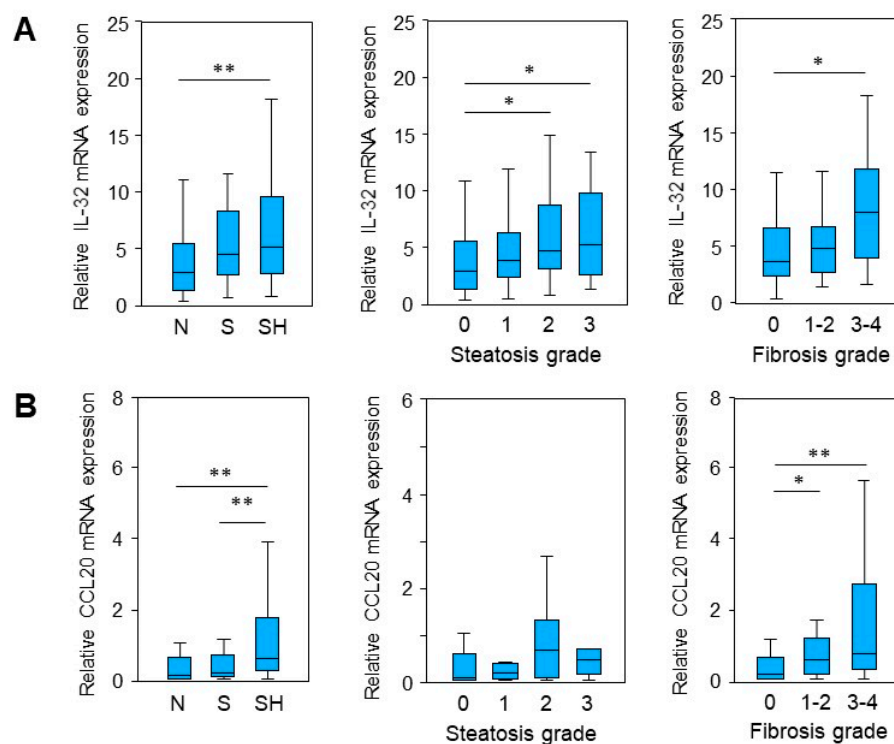 A
Relative IL-32 mRNA expression
25
20
15
10
5
0
**
N S SH
Relative IL-32 mRNA expression
25
20
15
10
5
0
*
*
0 1 2 3
Steatosis grade
Relative IL-32 mRNA expression
25
20
15
10
5
0
*
0 1-2 3-4
Fibrosis grade
B
Relative CCL20 mRNA expression
8
6
4
2
0
**
**
N S SH
Relative CCL20 mRNA expression
6
4
2
0
0 1 2 3
Steatosis grade
Relative CCL20 mRNA expression
8
6
4
2
0
**
*
0 1-2 3-4
Fibrosis grade